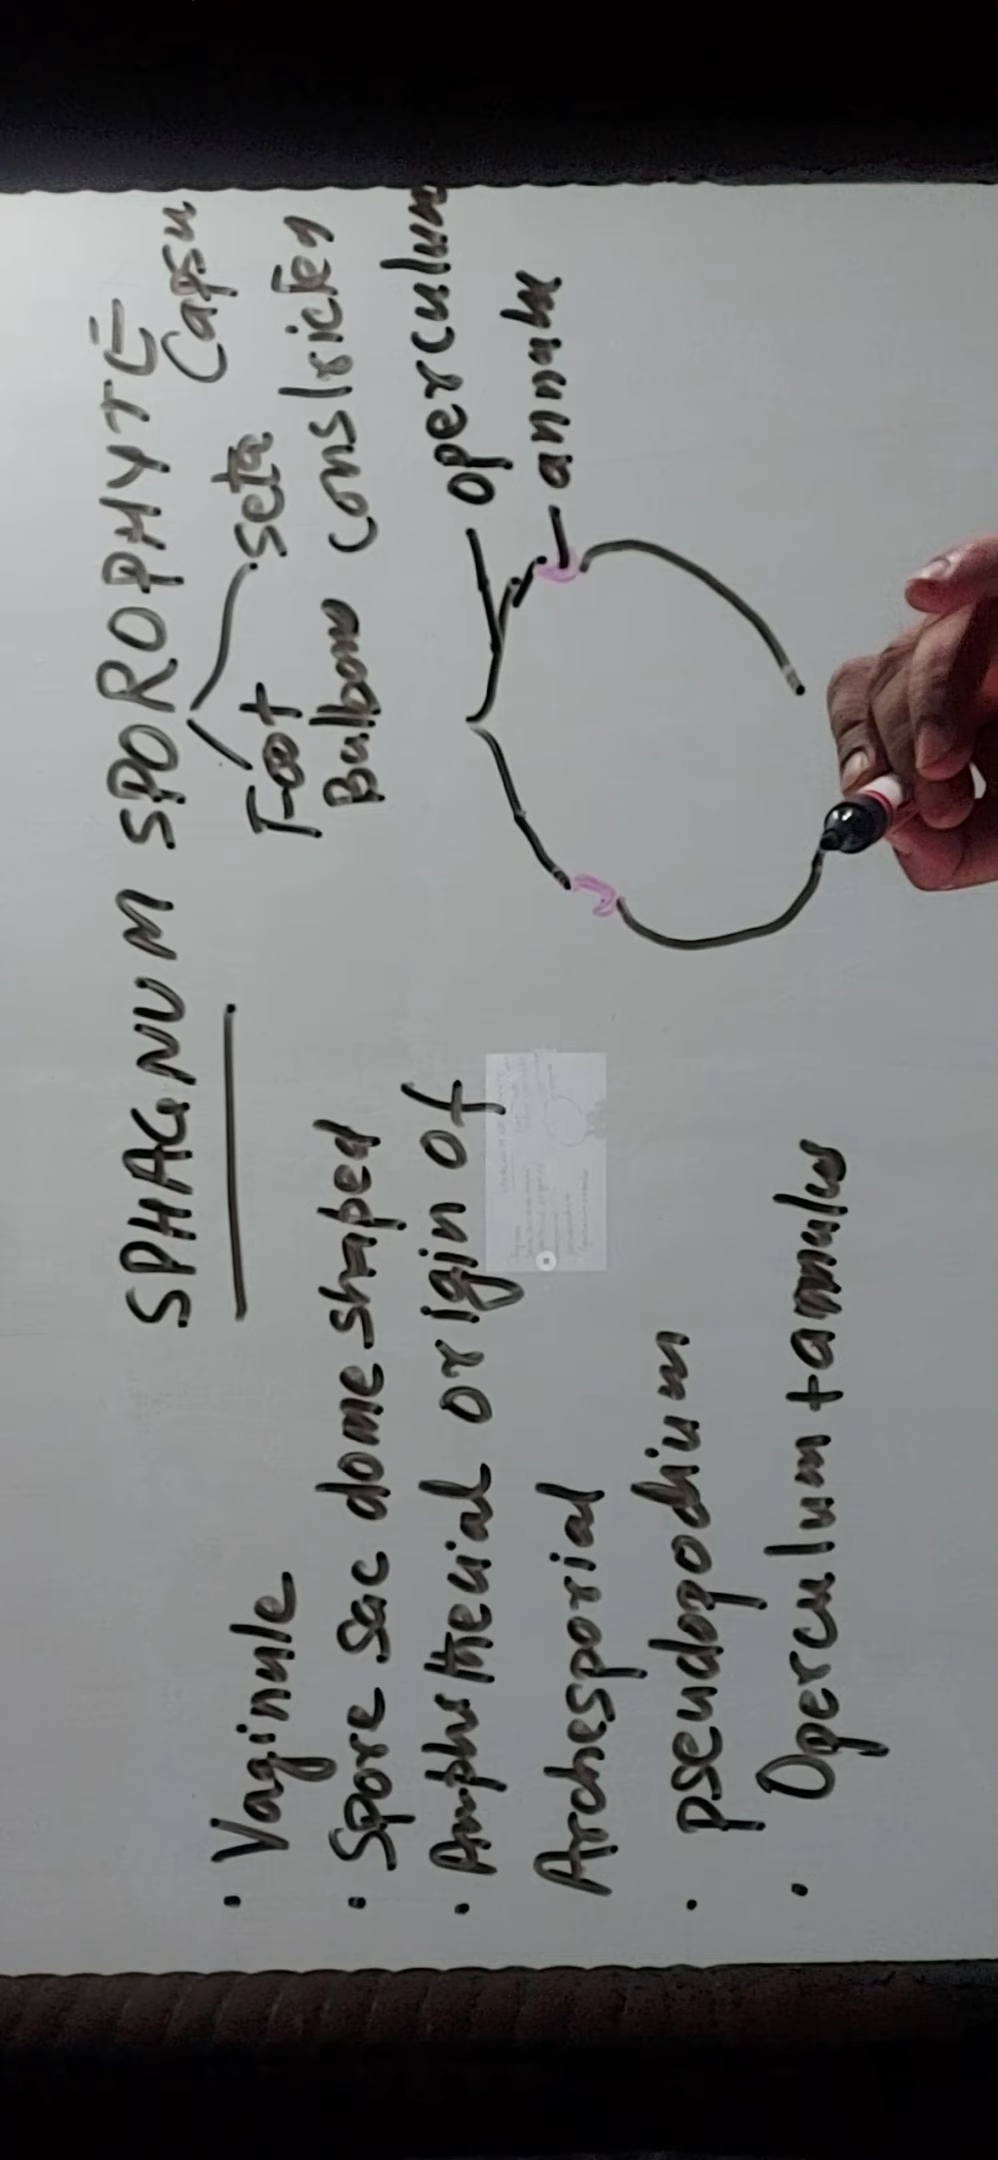 SPHAGNUM SPOROPHYTE
Foot seta Capsu
Bulbous constricted
operculum
annulu
• Vaginule
• Spore sac dome-shaped
• Amphithecial origin of
Archesporial
• pseudopodium
• Operculum + annulus